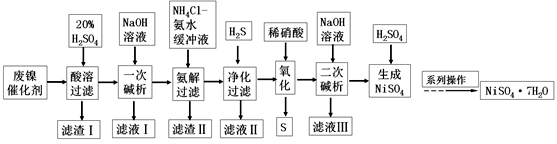 20%
H₂SO₄
NaOH
溶液
NH₄Cl-
氨水
缓冲液
H₂S
稀硝酸
NaOH
溶液
H₂SO₄
废镍
催化剂
酸溶
过滤
一次
碱析
氨解
过滤
净化
过滤
氧
化
二次
碱析
生成
NiSO₄
系列操作
NiSO₄·7H₂O
滤渣Ⅰ
滤液Ⅰ
滤渣Ⅱ
滤液Ⅱ
S
滤液Ⅲ